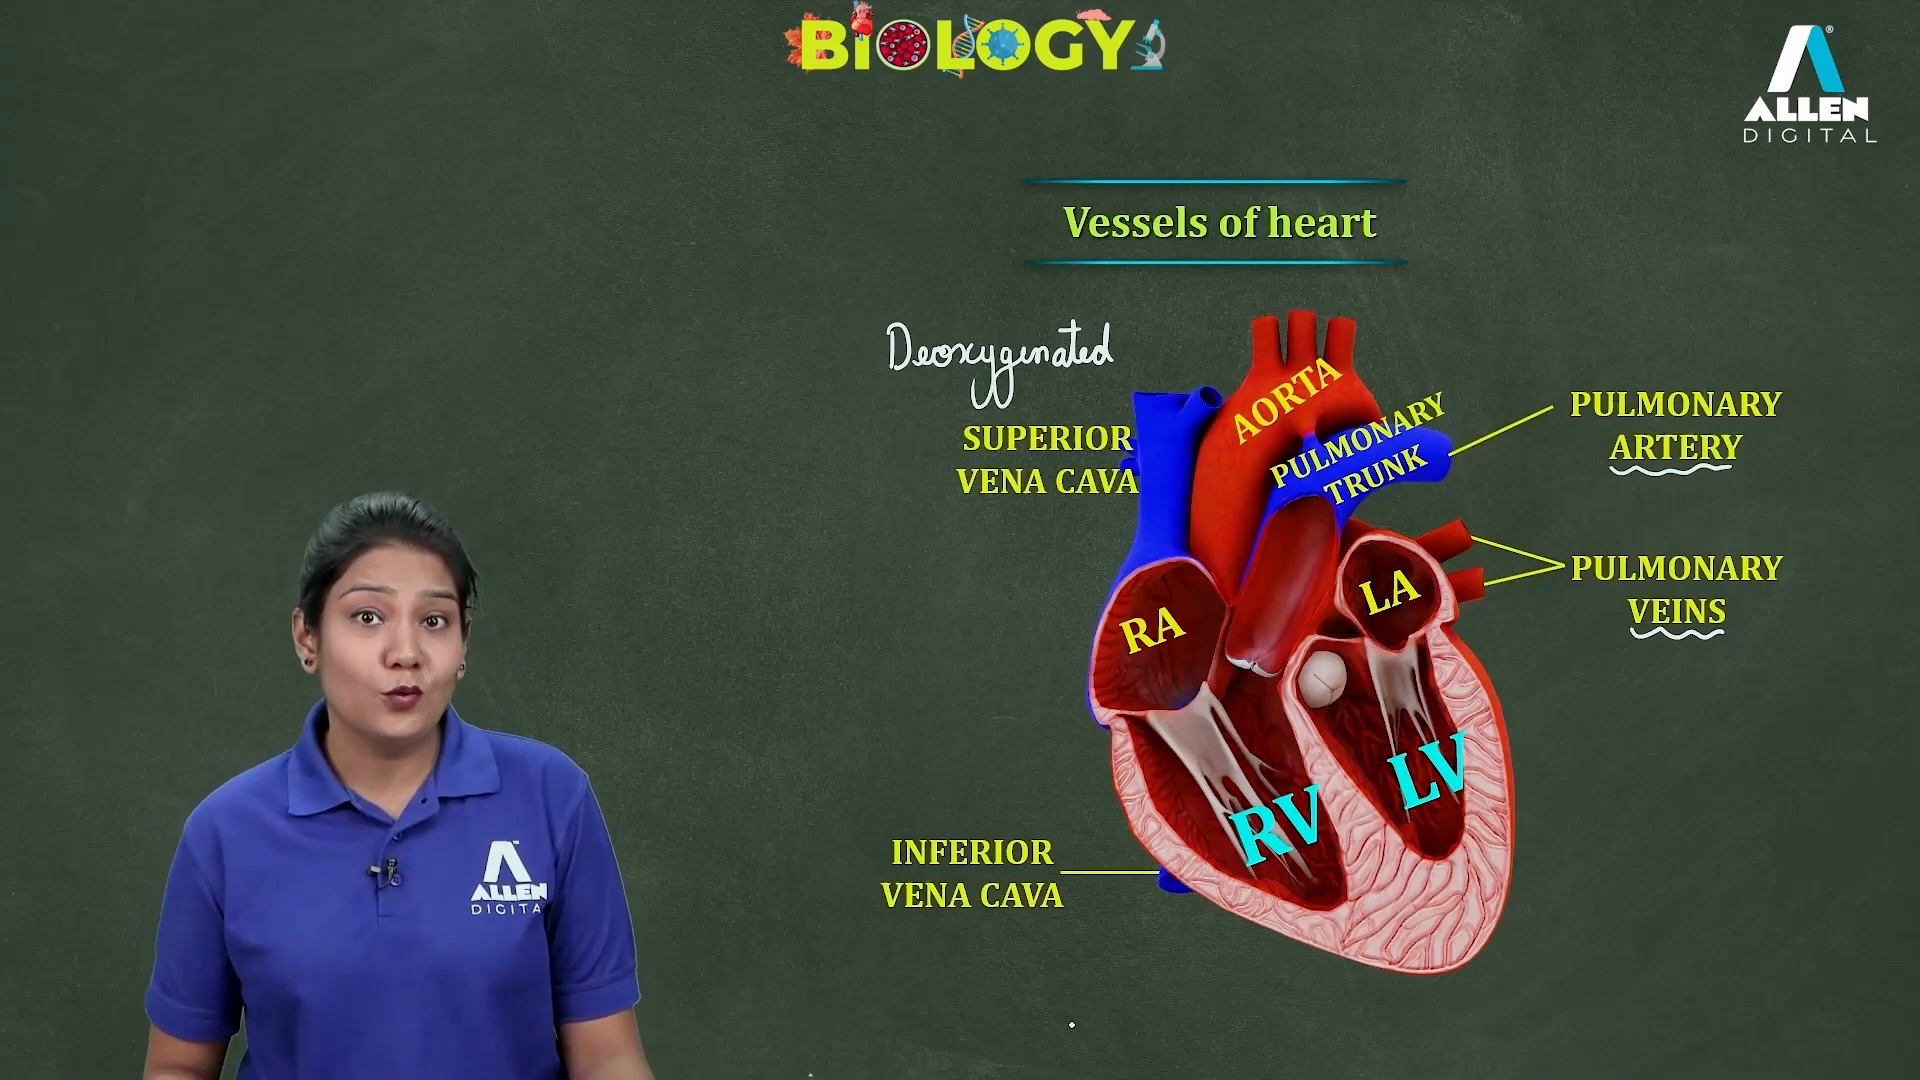 BIOLOGY
ALLEN
DIGITAL
Vessels of heart
Deoxygenated
SUPERIOR
VENA CAVA
AORTA
PULMONARY
TRUNK
PULMONARY
ARTERY
PULMONARY
VEINS
RA
LA
RV
LV
INFERIOR
VENA CAVA
ALLEN
DIGITA